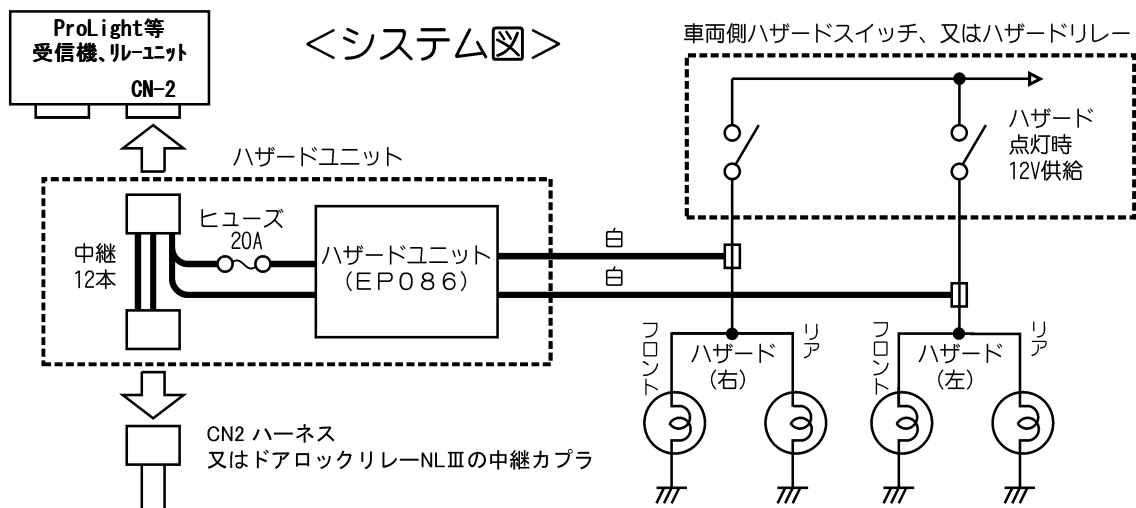 ProLight等
受信機、リレーユニット
CN-2
＜システム図＞
車両側ハザードスイッチ、又はハザードリレー
ハザード
点灯時
12V供給
ハザードユニット
中継
12本
ヒューズ
20A
ハザードユニット
(EP086)
白
白
フロント
ハザード
(右)
リア
フロント
ハザード
(左)
リア
CN2 ハーネス
又はドアロックリレーNLⅢの中継カプラ